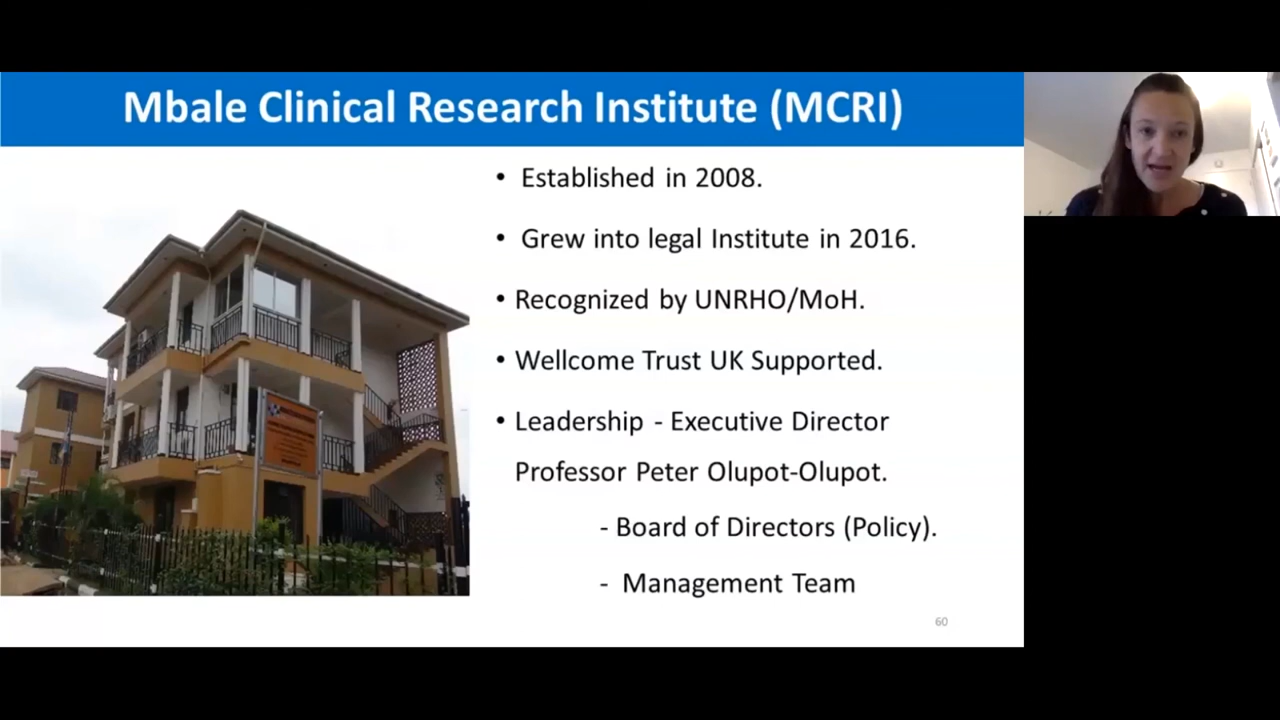 Mbale Clinical Research Institute (MCRI)
• Established in 2008.
• Grew into legal Institute in 2016.
• Recognized by UNRHO/MoH.
• Wellcome Trust UK Supported.
• Leadership - Executive Director
Professor Peter Olupot-Olupot.
- Board of Directors (Policy).
- Management Team
60